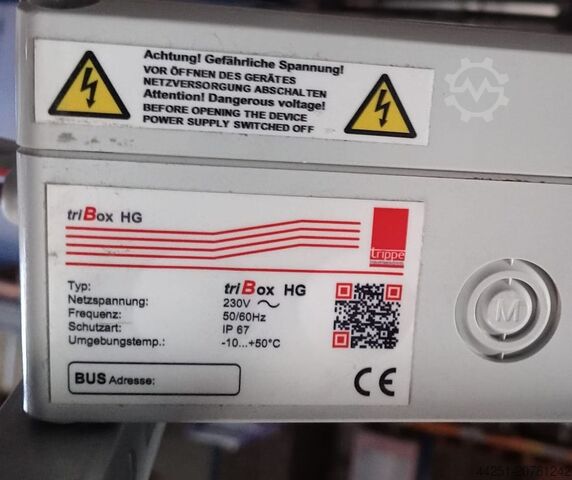 Achtung! Gefährliche Spannung!
VOR ÖFFNEN DES GERÄTES
NETZVERSORGUNG ABSCHALTEN
Attention! Dangerous voltage!
BEFORE OPENING THE DEVICE
POWER SUPPLY SWITCHED OFF
triBox HG
trippe
Typ: triBox HG
Netzspannung: 230V ~
Frequenz: 50/60Hz
Schutzart: IP 67
Umgebungstemp.: -10...+50°C
BUS Adresse:
CE
M
44251-20761242